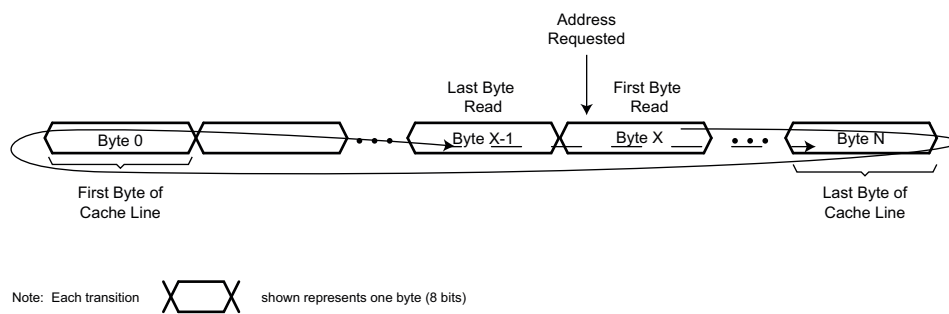 Address
Requested
Last Byte
Read
First Byte
Read
Byte 0
Byte X-1
Byte X
Byte N
First Byte of
Cache Line
Last Byte of
Cache Line
Note: Each transition shown represents one byte (8 bits)